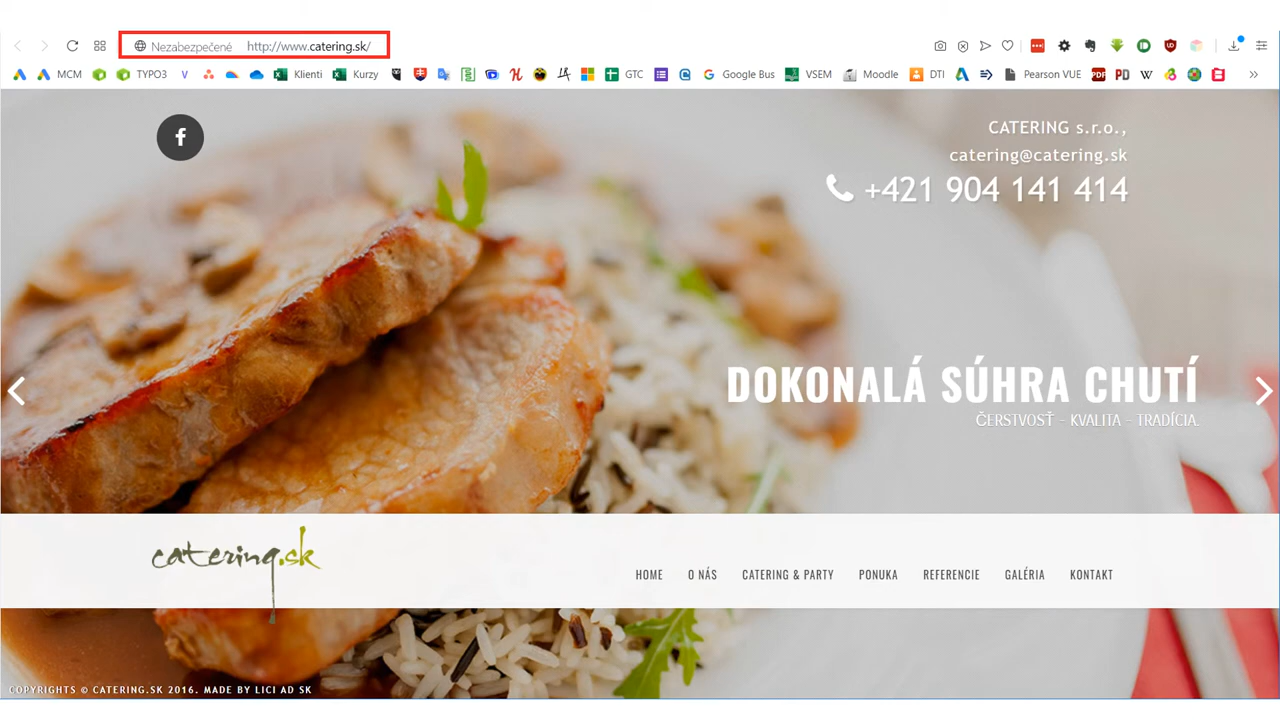 Nezabezpečené http://www.catering.sk/
MCM TYPO3 Klienti Kurzy GTC Google Bus VSEM Moodle DTI Pearson VUE PDF PD W »
CATERING s.r.o.,
catering@catering.sk
+421 904 141 414
DOKONALÁ SÚHRA CHUTÍ
ČERSTVOSŤ – KVALITA – TRADÍCIA.
catering.sk
HOME O NÁS CATERING & PARTY PONUKA REFERENCIE GALÉRIA KONTAKT
COPYRIGHTS © CATERING.SK 2016. MADE BY LICI AD SK